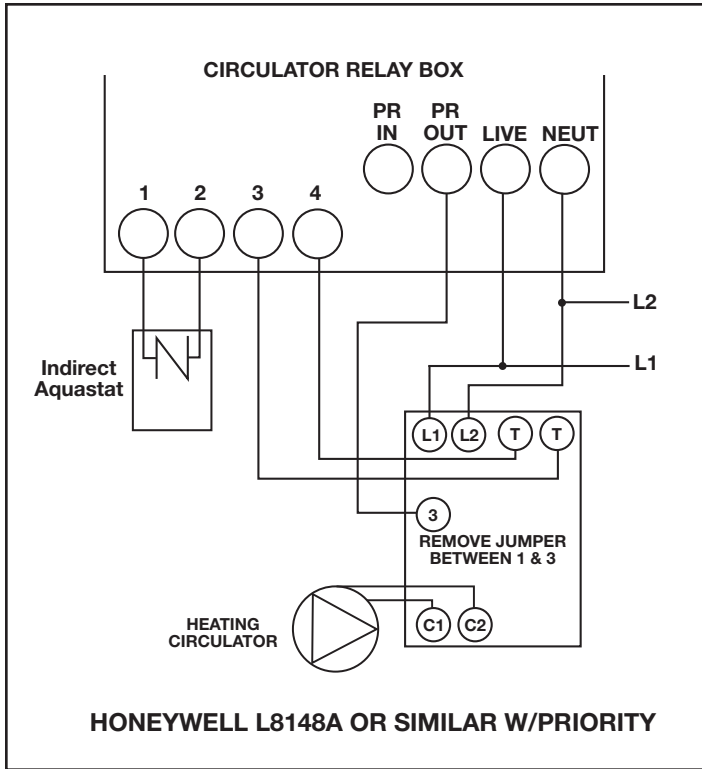 CIRCULATOR RELAY BOX
PR
IN
PR
OUT
LIVE
NEUT
1
2
3
4
L2
L1
Indirect
Aquastat
L1
L2
T
T
3
REMOVE JUMPER
BETWEEN 1 & 3
HEATING
CIRCULATOR
C1
C2
HONEYWELL L8148A OR SIMILAR W/PRIORITY